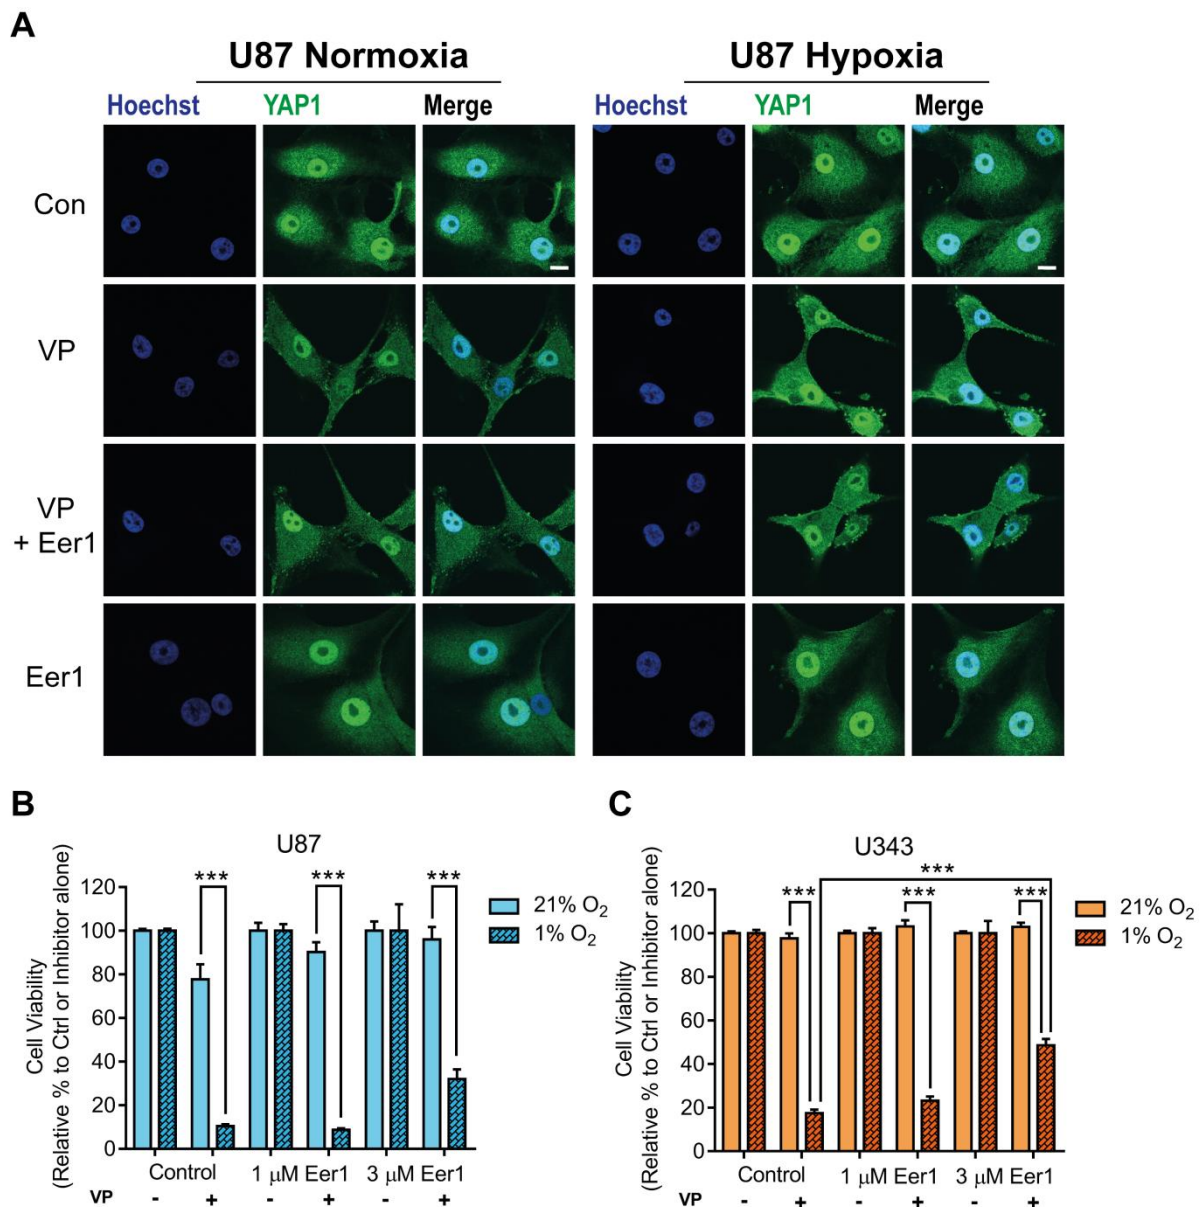 A
U87 Normoxia
U87 Hypoxia
Hoechst YAP1 Merge
Hoechst YAP1 Merge
Con
VP
VP
+ Eer1
Eer1
B
U87
Cell Viability
(Relative % to Ctrl or Inhibitor alone)
120
100
80
60
40
20
0
*** *** ***
21% O₂
1% O₂
Control 1 μM Eer1 3 μM Eer1
VP - + - + - +
C
U343
Cell Viability
(Relative % to Ctrl or Inhibitor alone)
120
100
80
60
40
20
0
***
*** *** ***
21% O₂
1% O₂
Control 1 μM Eer1 3 μM Eer1
VP - + - + - +